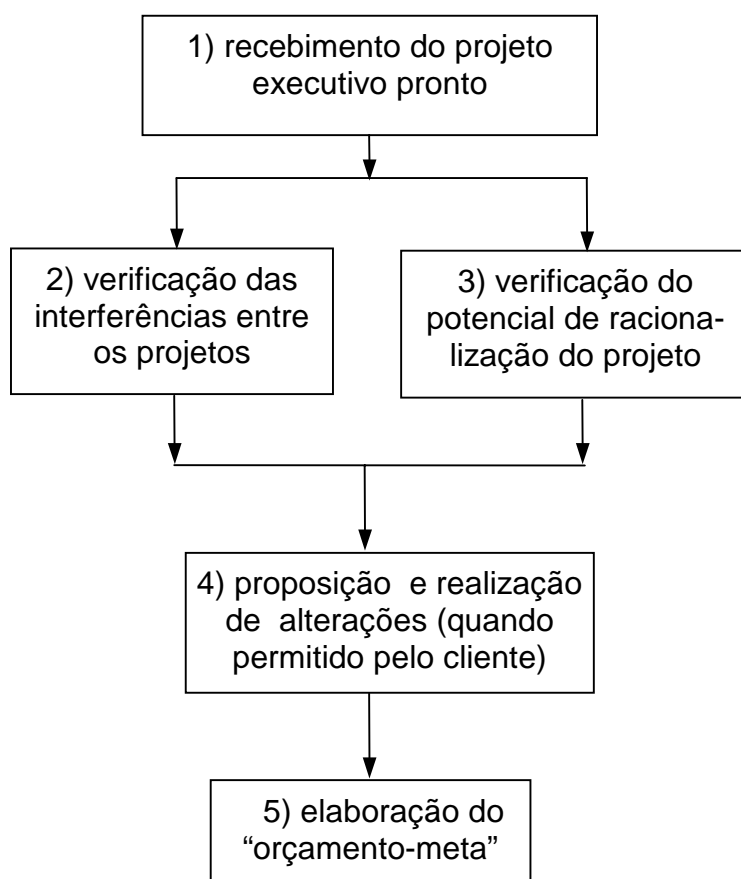 1) recebimento do projeto
executivo pronto
2) verificação das
interferências entre
os projetos
3) verificação do
potencial de raciona-
lização do projeto
4) proposição e realização
de alterações (quando
permitido pelo cliente)
5) elaboração do
“orçamento-meta”